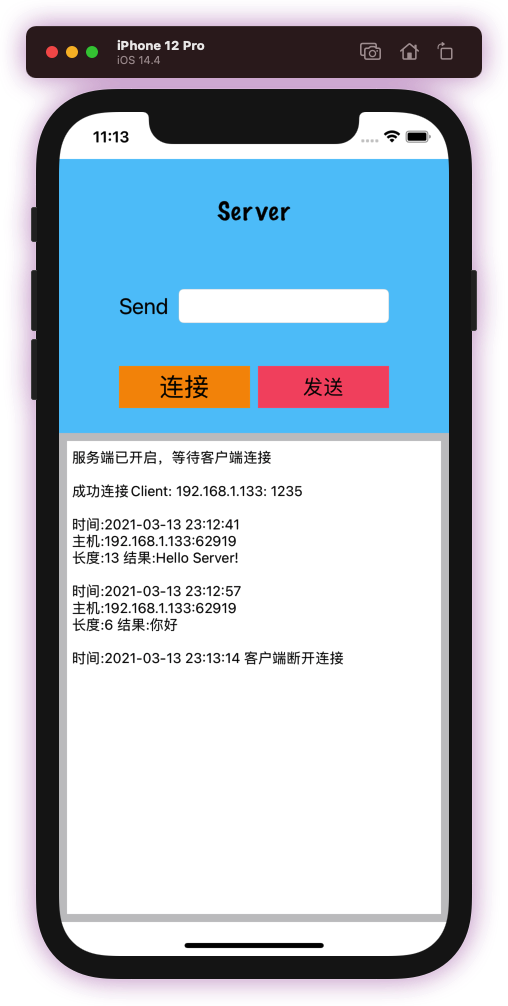 iPhone 12 Pro
iOS 14.4
11:13
Server
Send
连接 发送
服务端已开启，等待客户端连接
成功连接Client: 192.168.1.133: 1235
时间:2021-03-13 23:12:41
主机:192.168.1.133:62919
长度:13 结果:Hello Server!
时间:2021-03-13 23:12:57
主机:192.168.1.133:62919
长度:6 结果:你好
时间:2021-03-13 23:13:14 客户端断开连接